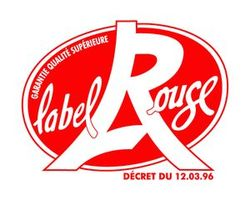 GARANTIE QUALITÉ SUPÉRIEURE
label Rouge
DÉCRET DU 12.03.96